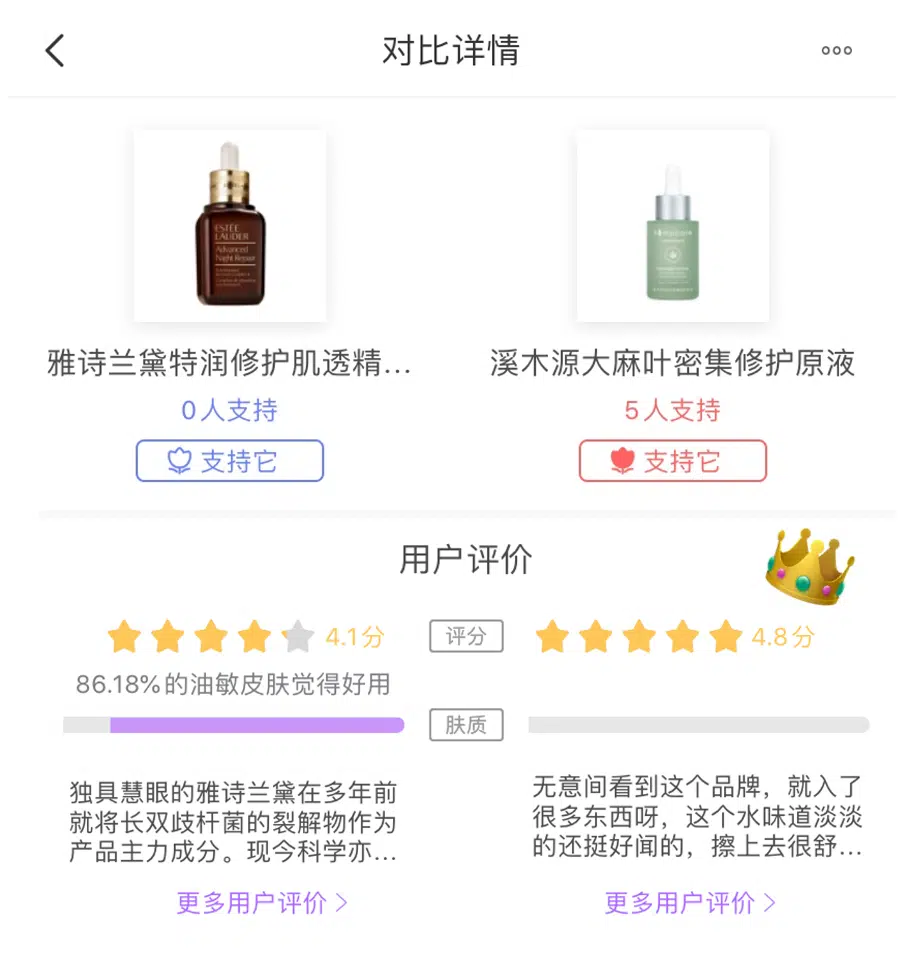 对比详情
ESTĒE
LAUDER
Advanced
Night Repair
雅诗兰黛特润修护肌透精...
溪木源大麻叶密集修护原液
0人支持
5人支持
支持它
支持它
用户评价
4.1分
评分
4.8分
86.18%的油敏皮肤觉得好用
肤质
独具慧眼的雅诗兰黛在多年前
就将长双歧杆菌的裂解物作为
产品主力成分。现今科学亦...
无意间看到这个品牌，就入了
很多东西呀，这个水味道淡淡
的还挺好闻的，擦上去很舒...
更多用户评价
更多用户评价